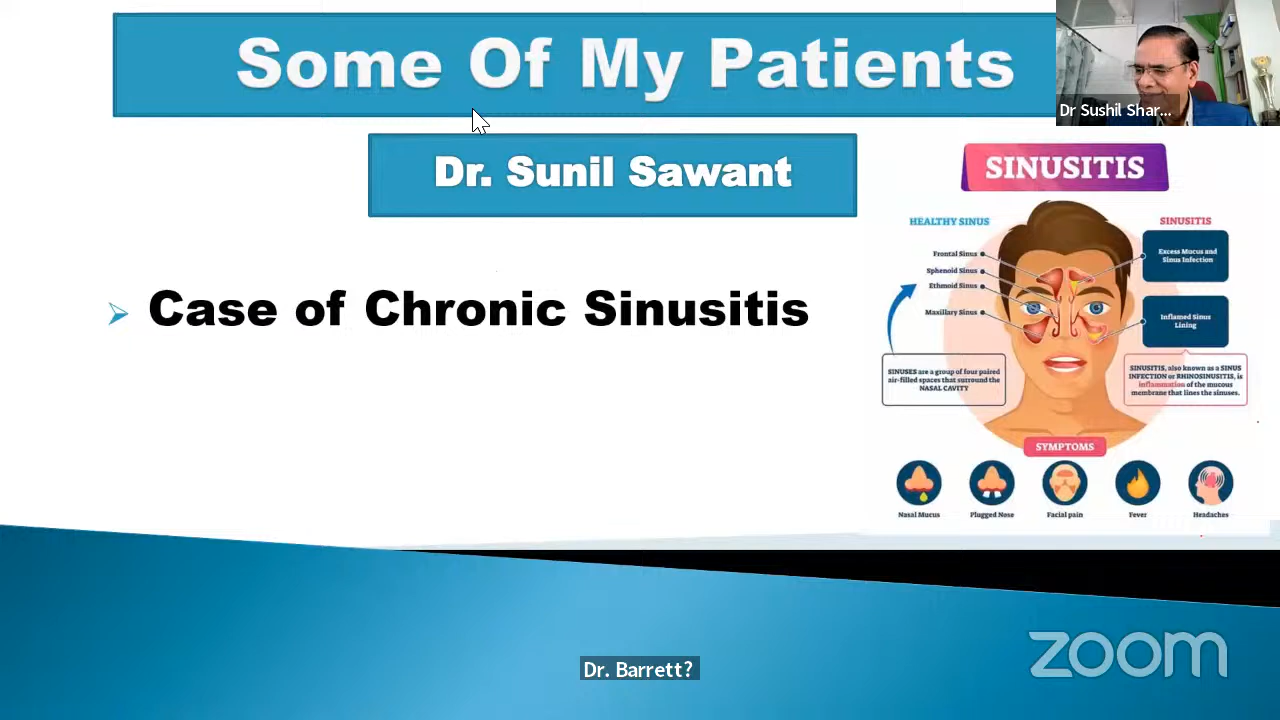 Some Of My Patients
Dr Sushil Shar...
Dr. Sunil Sawant
SINUSITIS
Case of Chronic Sinusitis
HEALTHY SINUS
Frontal Sinus
Sphenoid Sinus
Ethmoid Sinus
Maxillary Sinus
SINUSES are a group of four paired
air-filled spaces that surround the
NASAL CAVITY
SINUSITIS
Excess Mucus and
Sinus Infection
Inflamed Sinus
Lining
SINUSITIS, also known as a SINUS
INFECTION or RHINOSINUSITIS, is
inflammation of the mucous
membrane that lines the sinuses.
SYMPTOMS
Nasal Mucus
Plugged Nose
Facial pain
Fever
Headaches
zoom
Dr. Barrett?